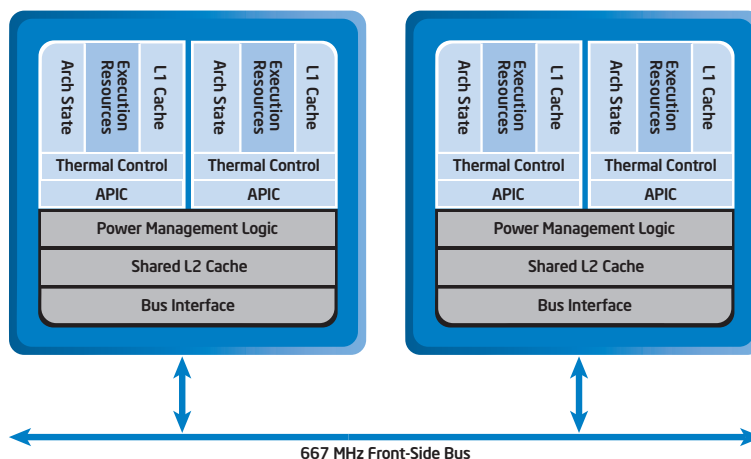 Arch State
Execution
Resources
L1 Cache
Arch State
Execution
Resources
L1 Cache
Thermal Control
Thermal Control
APIC
APIC
Power Management Logic
Shared L2 Cache
Bus Interface
Arch State
Execution
Resources
L1 Cache
Arch State
Execution
Resources
L1 Cache
Thermal Control
Thermal Control
APIC
APIC
Power Management Logic
Shared L2 Cache
Bus Interface
667 MHz Front-Side Bus